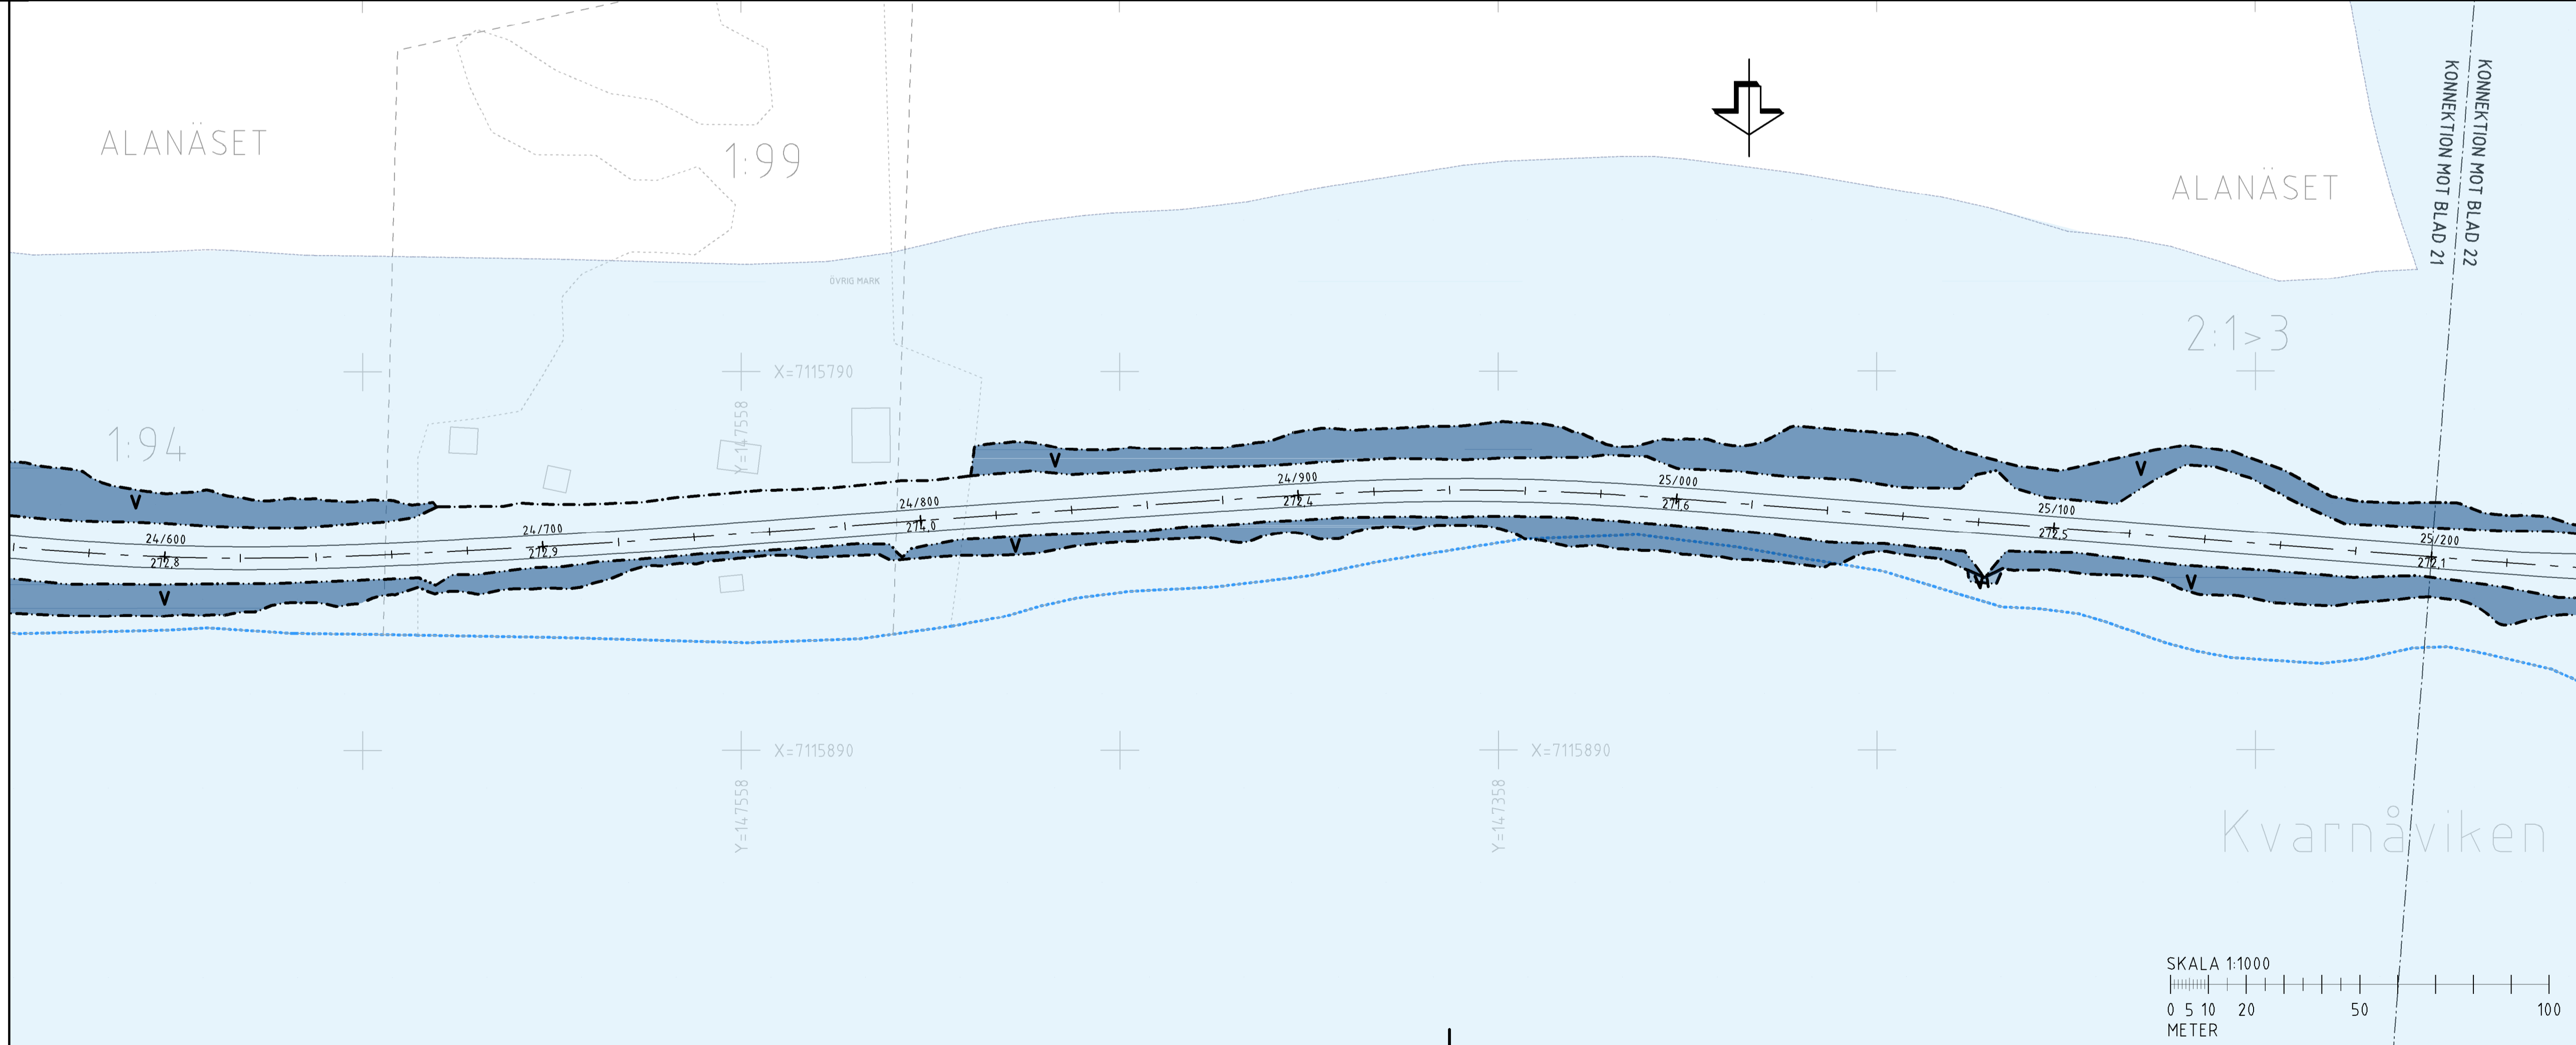 ALANÄSET
1:99
ALANÄSET
KONNEKTION MOT BLAD 21
KONNEKTION MOT BLAD 22
ÖVRIG MARK
2:1>3
X=7115790
Y=147558
1:94
V
V
V
24/600
272.8
24/700
272.9
24/800
274.0
24/900
272.4
25/000
271.6
25/100
272.5
25/200
272.1
V
V
V
X=7115890
X=7115890
Y=147558
Y=147358
Kvarnåviken
SKALA 1:1000
0 5 10 20 50 100
METER